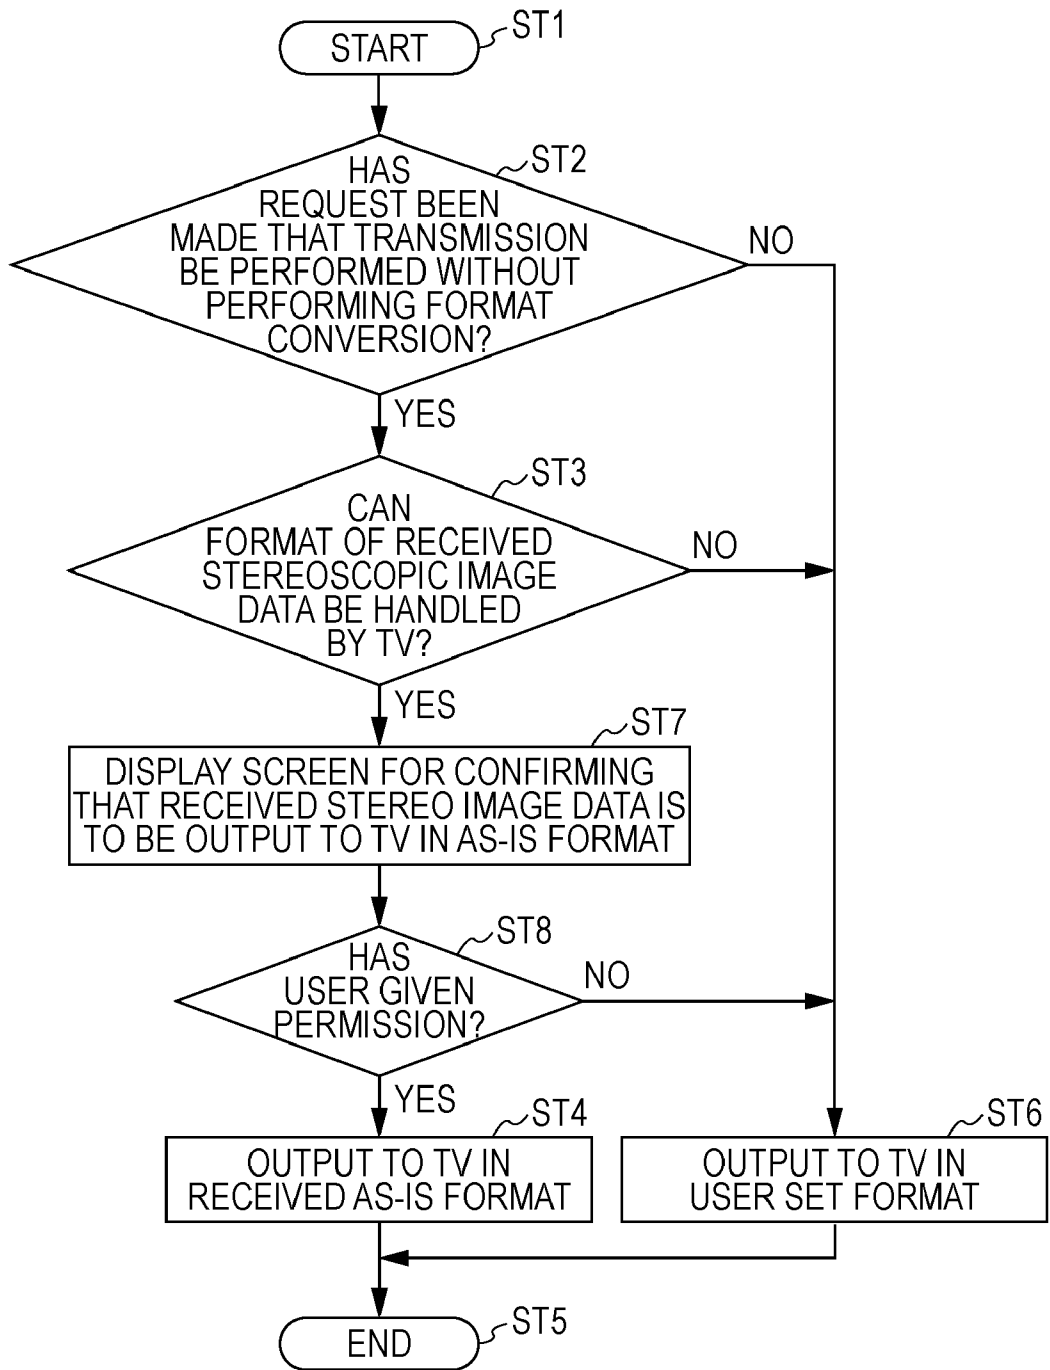 START
ST1
ST2
HAS
REQUEST BEEN
MADE THAT TRANSMISSION
BE PERFORMED WITHOUT
PERFORMING FORMAT
CONVERSION?
NO
YES
ST3
CAN
FORMAT OF RECEIVED
STEREOSCOPIC IMAGE
DATA BE HANDLED
BY TV?
NO
YES
ST7
DISPLAY SCREEN FOR CONFIRMING
THAT RECEIVED STEREO IMAGE DATA IS
TO BE OUTPUT TO TV IN AS-IS FORMAT
ST8
HAS
USER GIVEN
PERMISSION?
NO
YES
ST4
OUTPUT TO TV IN
RECEIVED AS-IS FORMAT
ST6
OUTPUT TO TV IN
USER SET FORMAT
END
ST5